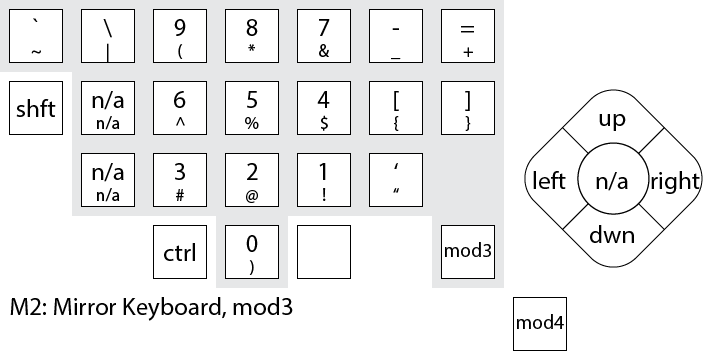 ` \ 9 8 7 - =
~ | ( * & _ +
shft n/a 6 5 4 [ ]
n/a ^ % $ { }
n/a 3 2 1 ‘
n/a # @ ! “
ctrl 0 mod3
)
up
left n/a right
dwn
M2: Mirror Keyboard, mod3
mod4